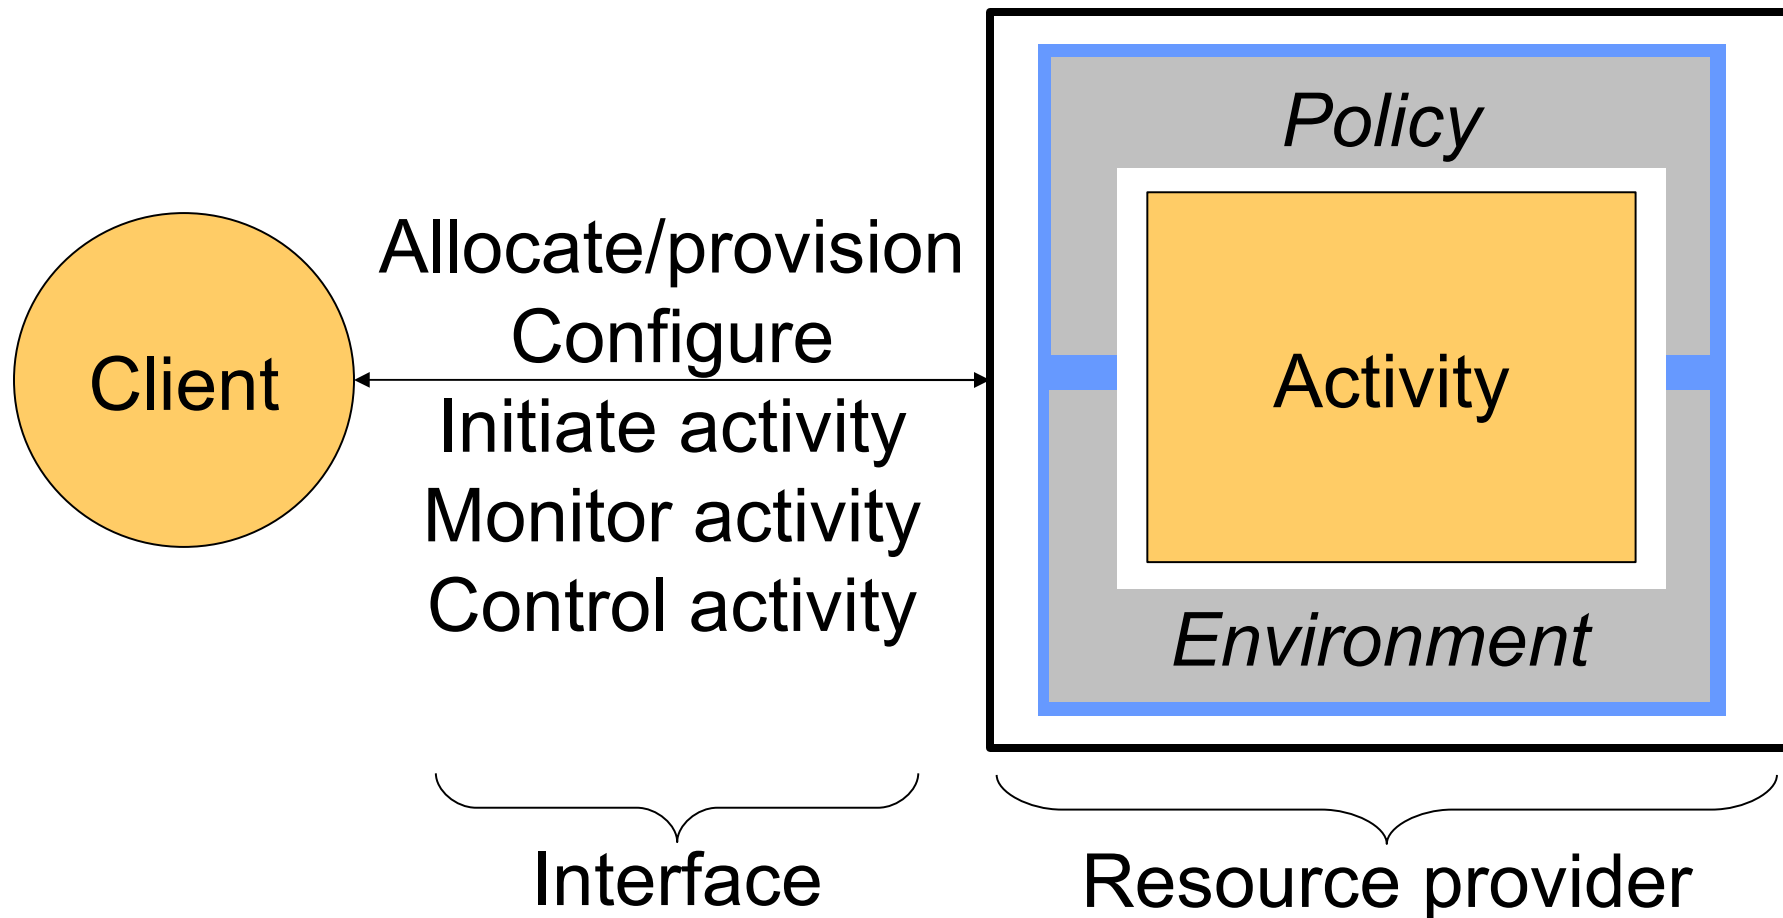 Client
Allocate/provision
Configure
Initiate activity
Monitor activity
Control activity
Policy
Activity
Environment
Interface
Resource provider